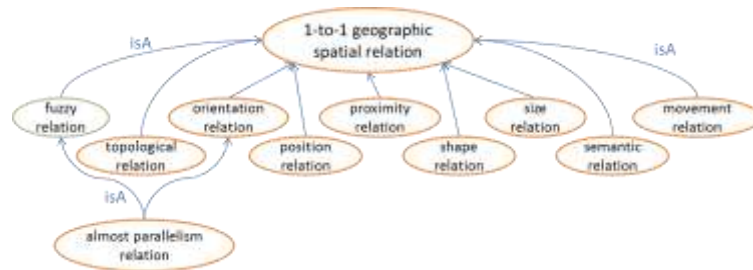 1-to-1 geographic
spatial relation
isA
isA
fuzzy
relation
orientation
relation
proximity
relation
size
relation
movement
relation
topological
relation
position
relation
shape
relation
semantic
relation
isA
almost parallelism
relation